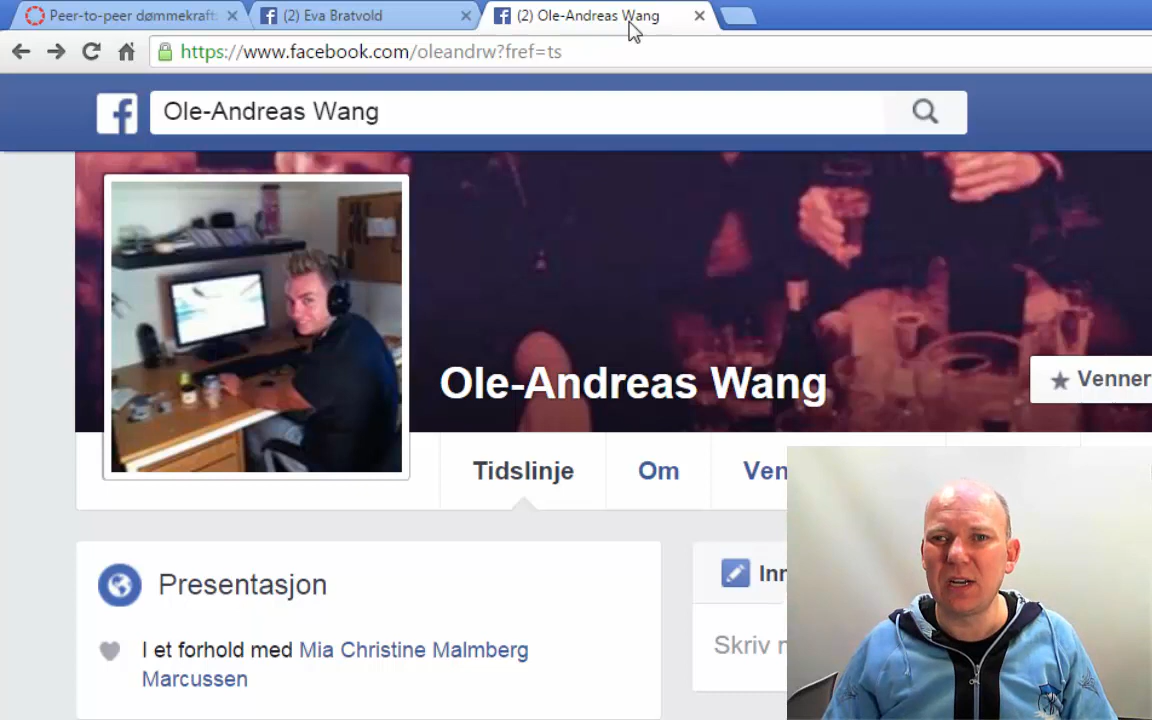 Peer-to-peer dømmekraft
(2) Eva Bratvold
(2) Ole-Andreas Wang
https://www.facebook.com/oleandrw?fref=ts
Ole-Andreas Wang
Ole-Andreas Wang
Venner
Tidslinje
Om
Ven
Presentasjon
Inn
I et forhold med Mia Christine Malmberg
Marcussen
Skriv n